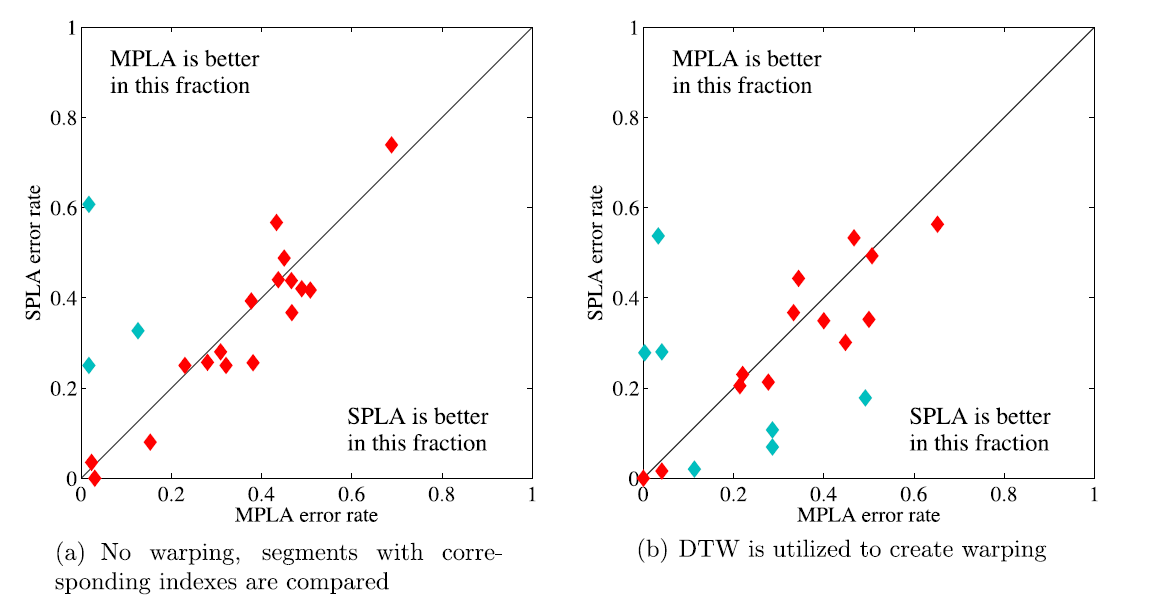 1
0.8
0.6
0.4
0.2
0
0
0.2
0.4
0.6
0.8
1
SPLA error rate
MPLA error rate
MPLA is better
in this fraction
SPLA is better
in this fraction
(a) No warping, segments with corre-
sponding indexes are compared
1
0.8
0.6
0.4
0.2
0
0
0.2
0.4
0.6
0.8
1
SPLA error rate
MPLA error rate
MPLA is better
in this fraction
SPLA is better
in this fraction
(b) DTW is utilized to create warping